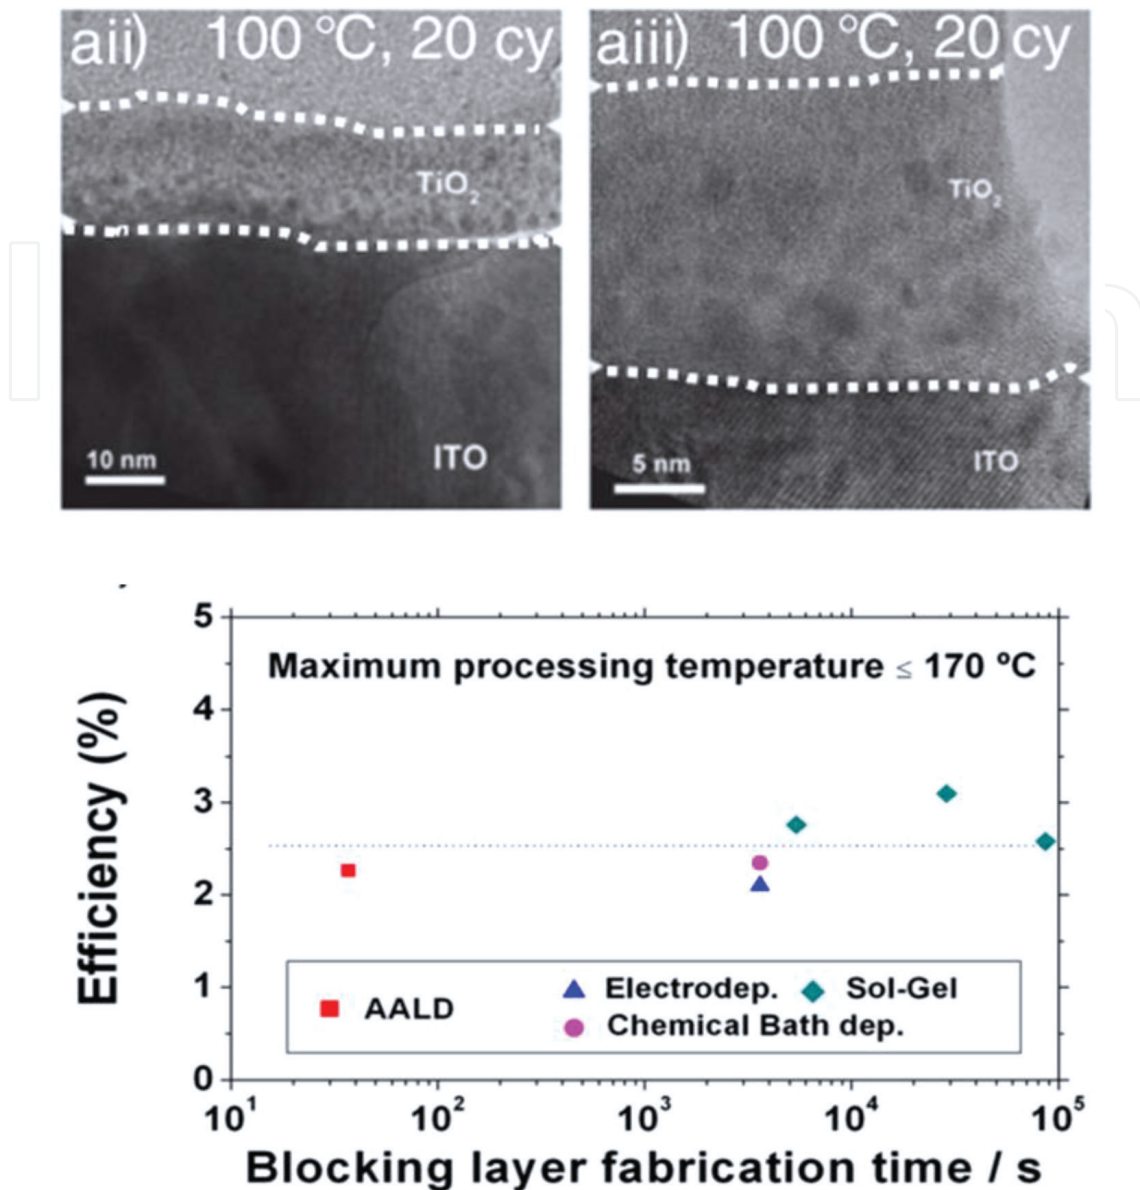 aii) 100 °C, 20 cy
TiO₂
10 nm
ITO
aiii) 100 °C, 20 cy
TiO₂
5 nm
ITO
Maximum processing temperature ≤ 170 ºC
Efficiency (%)
5
4
3
2
1
0
AALD
Electrodep.
Sol-Gel
Chemical Bath dep.
10¹ 10² 10³ 10⁴ 10⁵
Blocking layer fabrication time / s